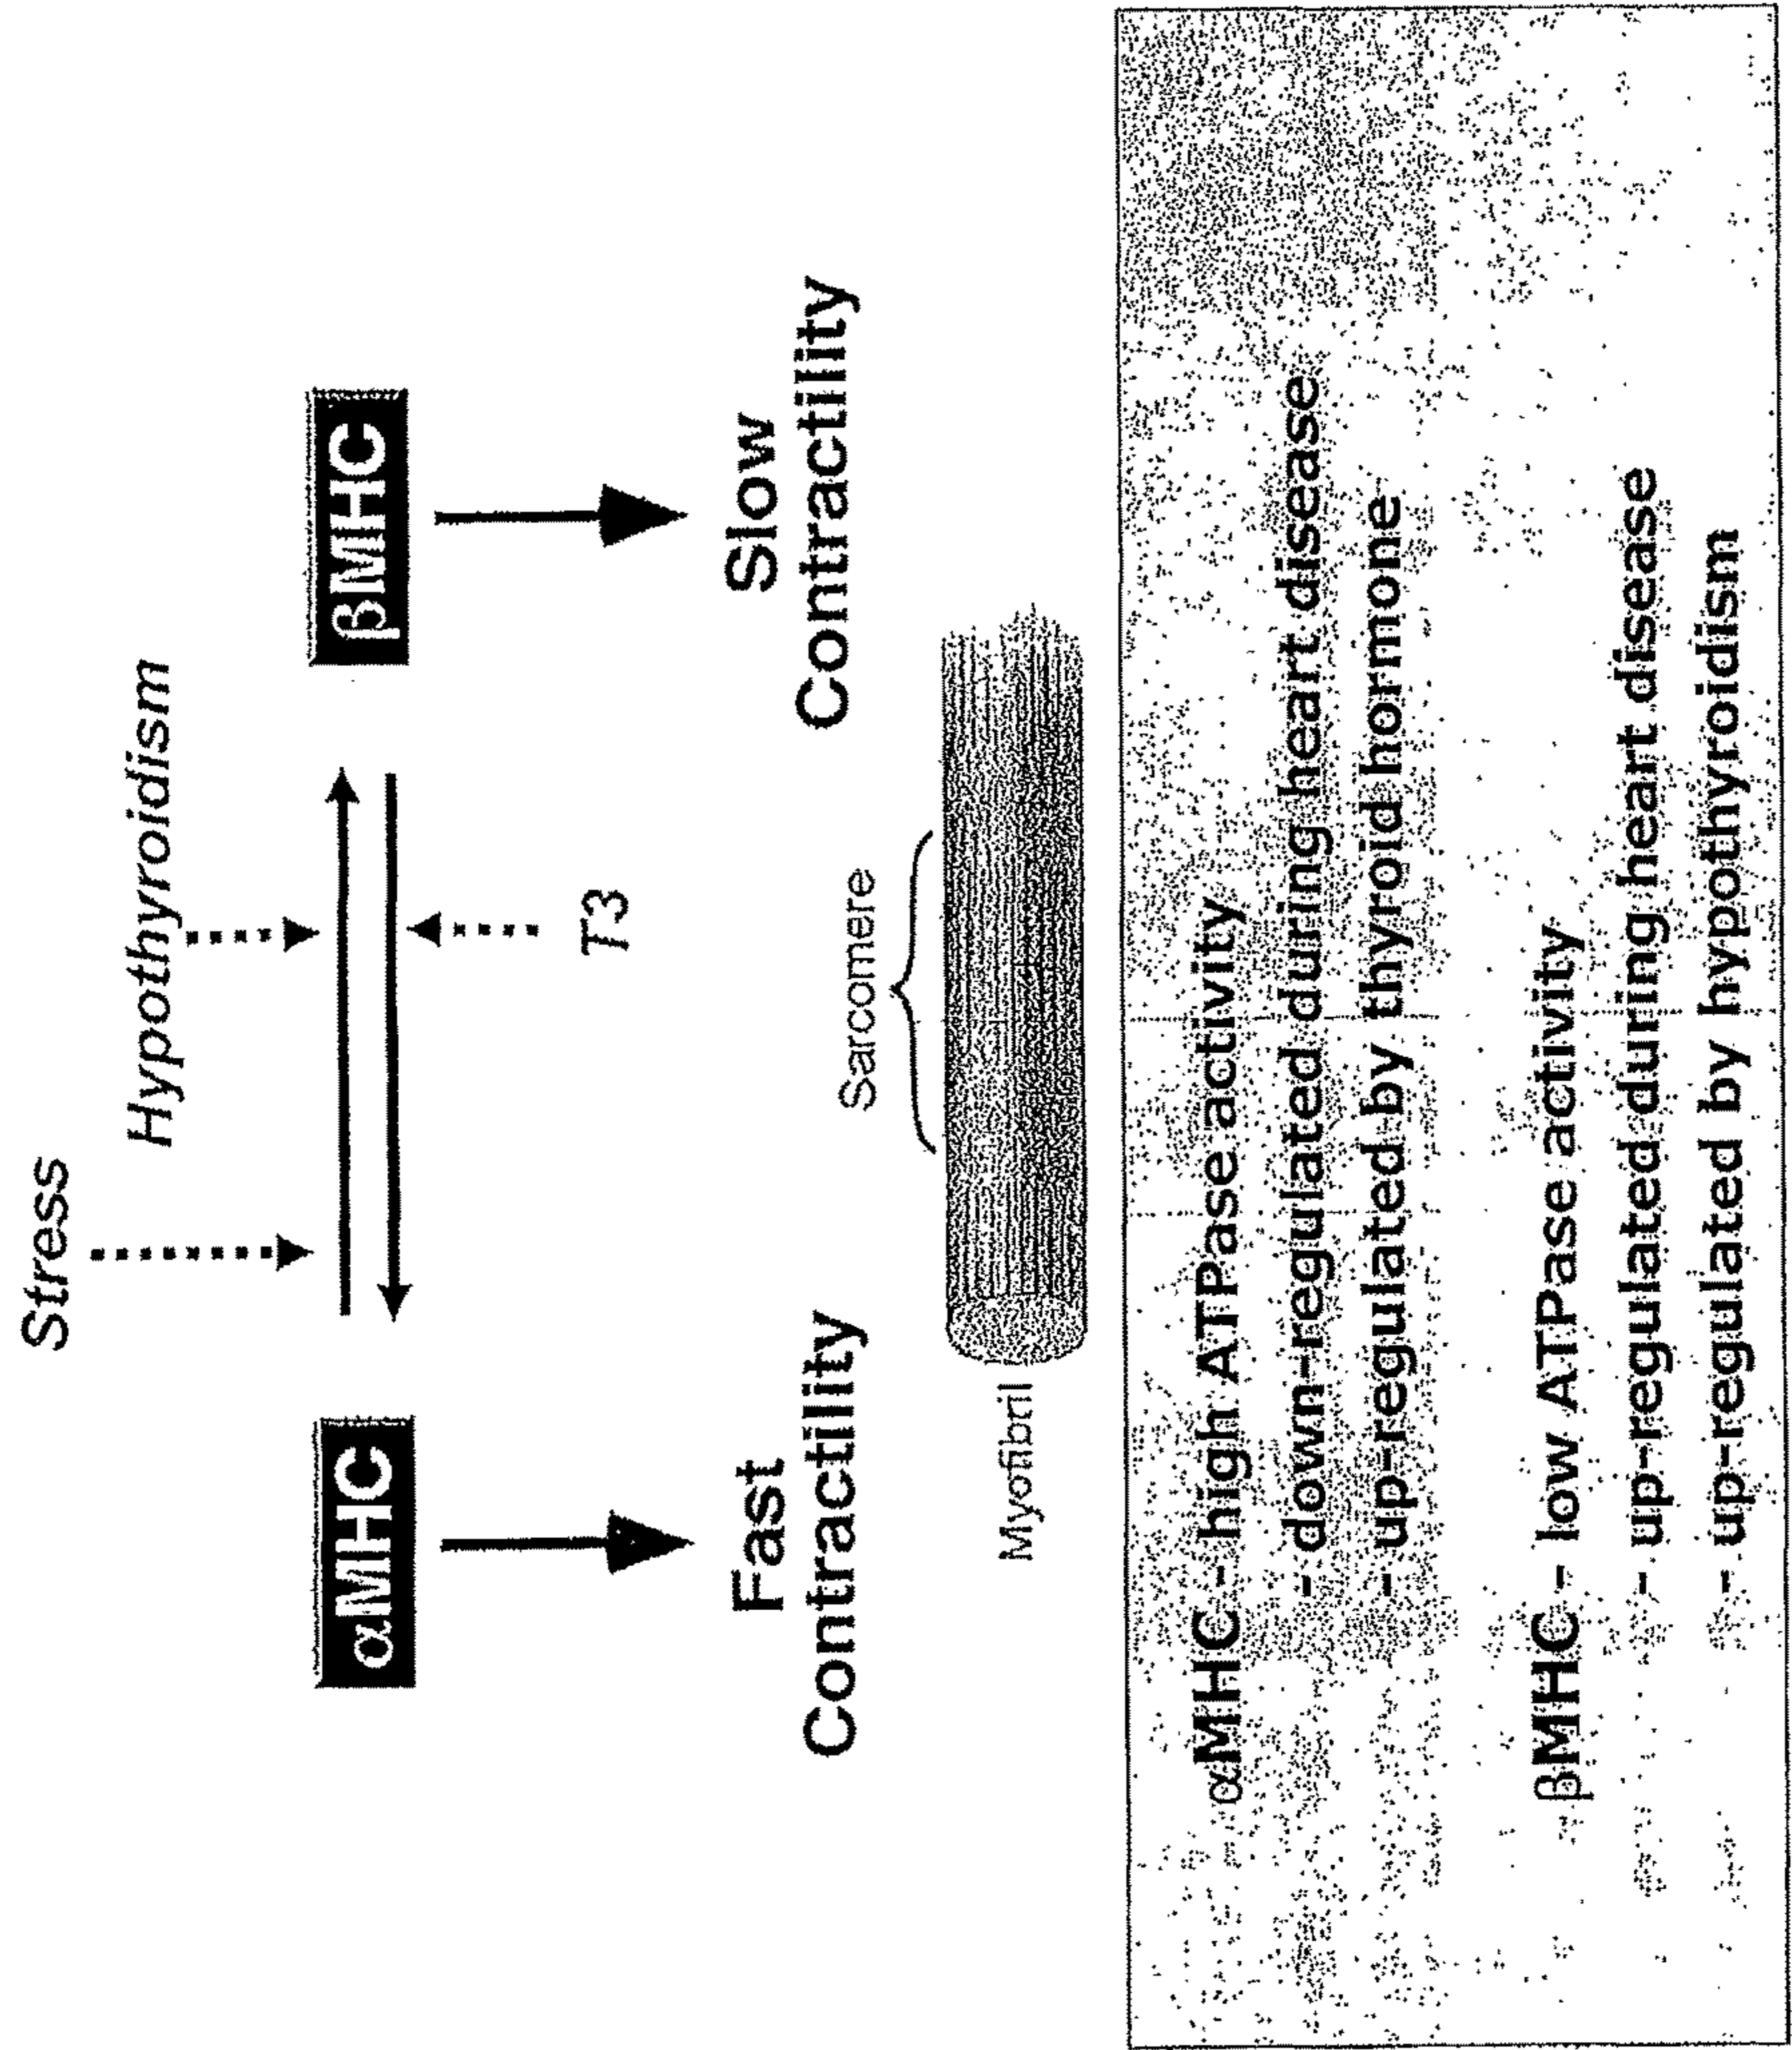 Stress
Hypothyroidism
αMHC
βMHC
T3
Fast
Contractility
Slow
Contractility
Sarcomere
Myofibril
αMHC - high ATPase activity
- down-regulated during heart disease
- up-regulated by thyroid hormone
βMHC - low ATPase activity
- up-regulated during heart disease
- up-regulated by hypothyroidism